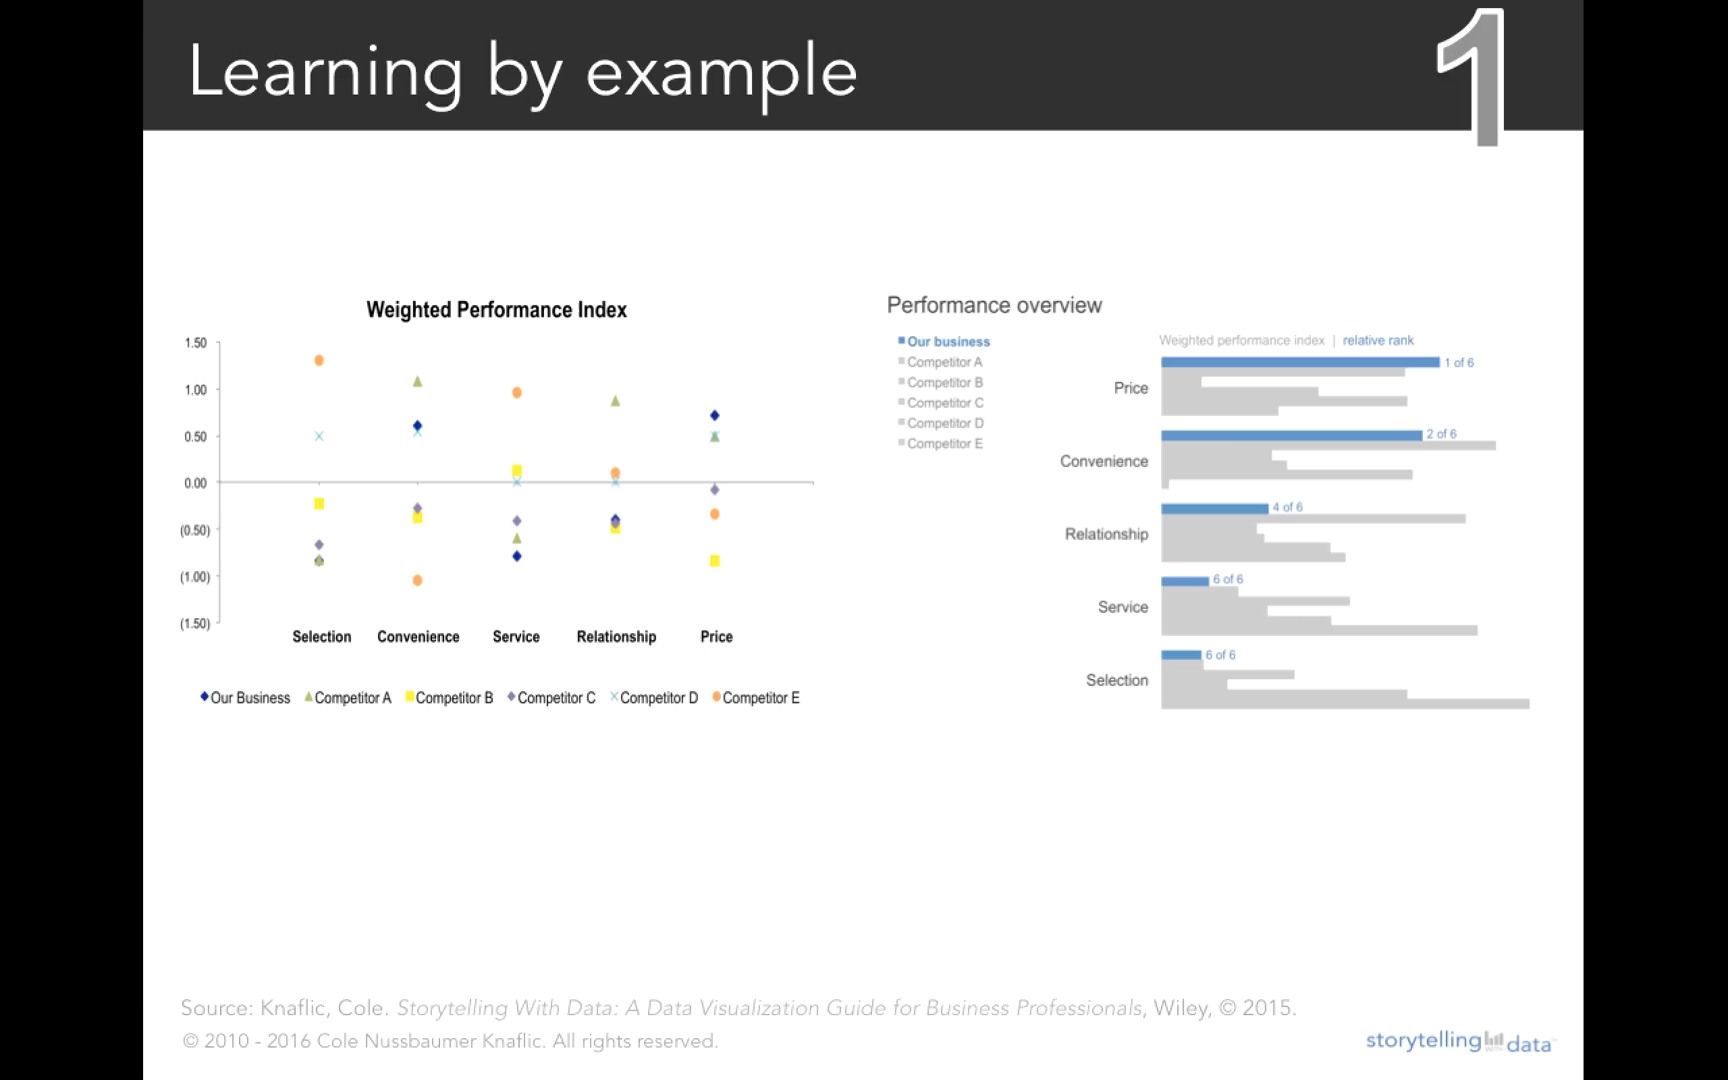 Learning by example
1
Weighted Performance Index
1.50
1.00
0.50
0.00
(0.50)
(1.00)
(1.50)
Selection Convenience Service Relationship Price
Our Business Competitor A Competitor B Competitor C Competitor D Competitor E
Performance overview
Our business
Competitor A
Competitor B
Competitor C
Competitor D
Competitor E
Weighted performance index | relative rank
Price 1 of 6
Convenience 2 of 6
Relationship 4 of 6
Service 6 of 6
Selection 6 of 6
Source: Knaflic, Cole. Storytelling With Data: A Data Visualization Guide for Business Professionals, Wiley, © 2015.
© 2010 - 2016 Cole Nussbaumer Knaflic. All rights reserved.
storytelling data